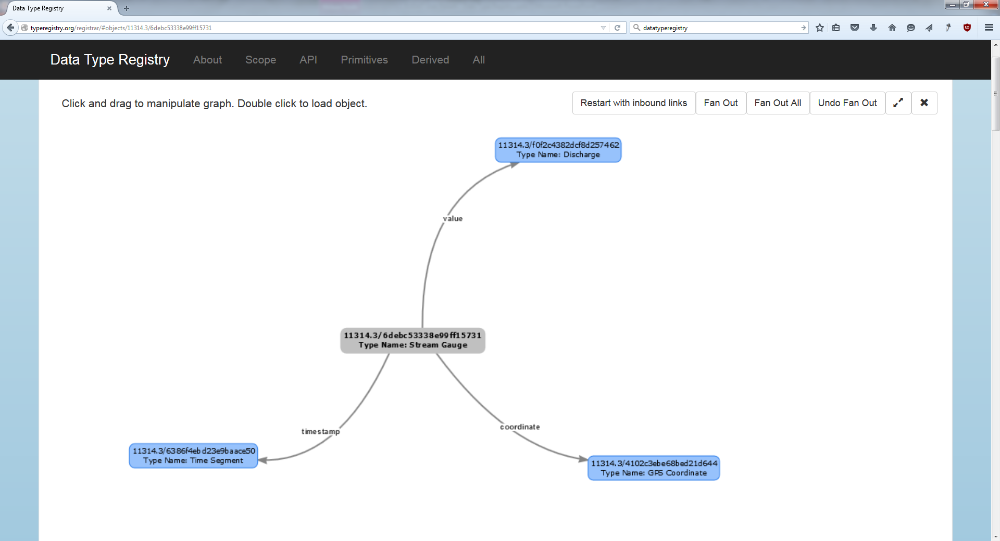 Data Type Registry
typeregistry.org/registrar/#objects/11314.3/6debc53338e99ff15731
datatyperegistry
Data Type Registry About Scope API Primitives Derived All
Click and drag to manipulate graph. Double click to load object.
Restart with inbound links Fan Out Fan Out All Undo Fan Out
11314.3/f0f2c4382dcf8d257462
Type Name: Discharge
value
11314.3/6debc53338e99ff15731
Type Name: Stream Gauge
timestamp
coordinate
11314.3/6386f4ebd23e9baace50
Type Name: Time Segment
11314.3/4102c3ebe68bed21d644
Type Name: GPS Coordinate